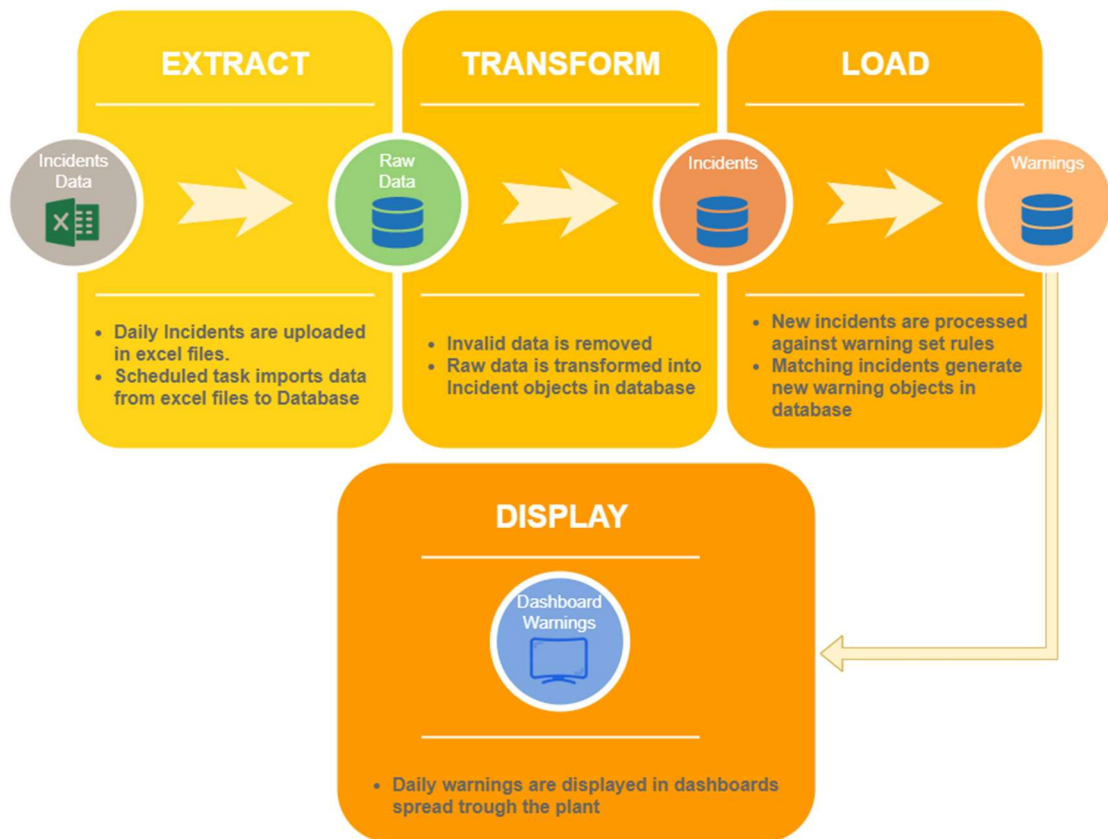 EXTRACT
Incidents
Data
Raw
Data
• Daily Incidents are uploaded
in excel files.
• Scheduled task imports data
from excel files to Database
TRANSFORM
Incidents
• Invalid data is removed
• Raw data is transformed into
Incident objects in database
LOAD
Warnings
• New incidents are processed
against warning set rules
• Matching incidents generate
new warning objects in
database
DISPLAY
Dashboard
Warnings
• Daily warnings are displayed in dashboards
spread trough the plant